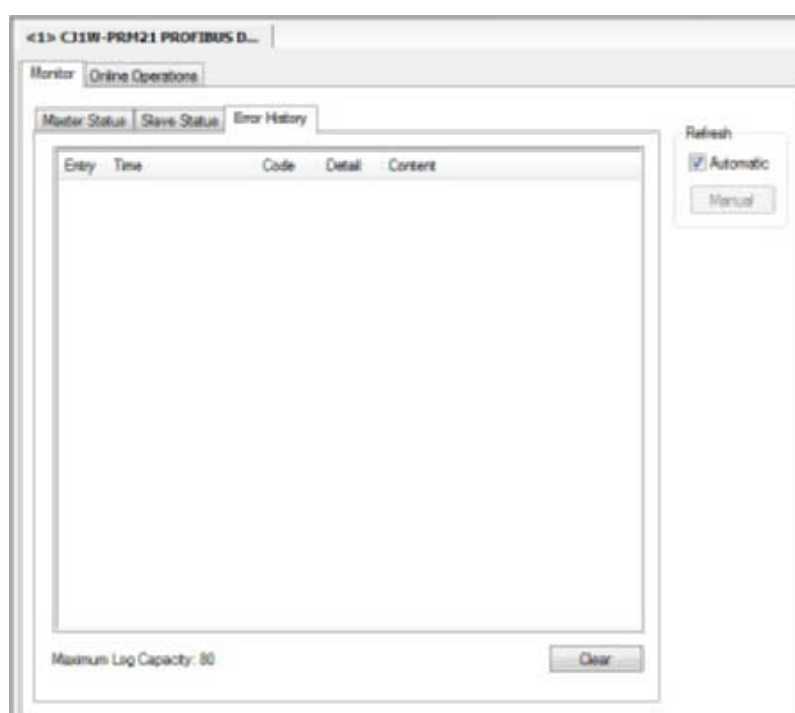 <1> CJ1W-PRM21 PROFIBUS D...
Monitor Online Operations
Master Status Slave Status Error History
Refresh
Entry Time Code Detail Content
Automatic
Manual
Maximum Log Capacity: 80
Clear